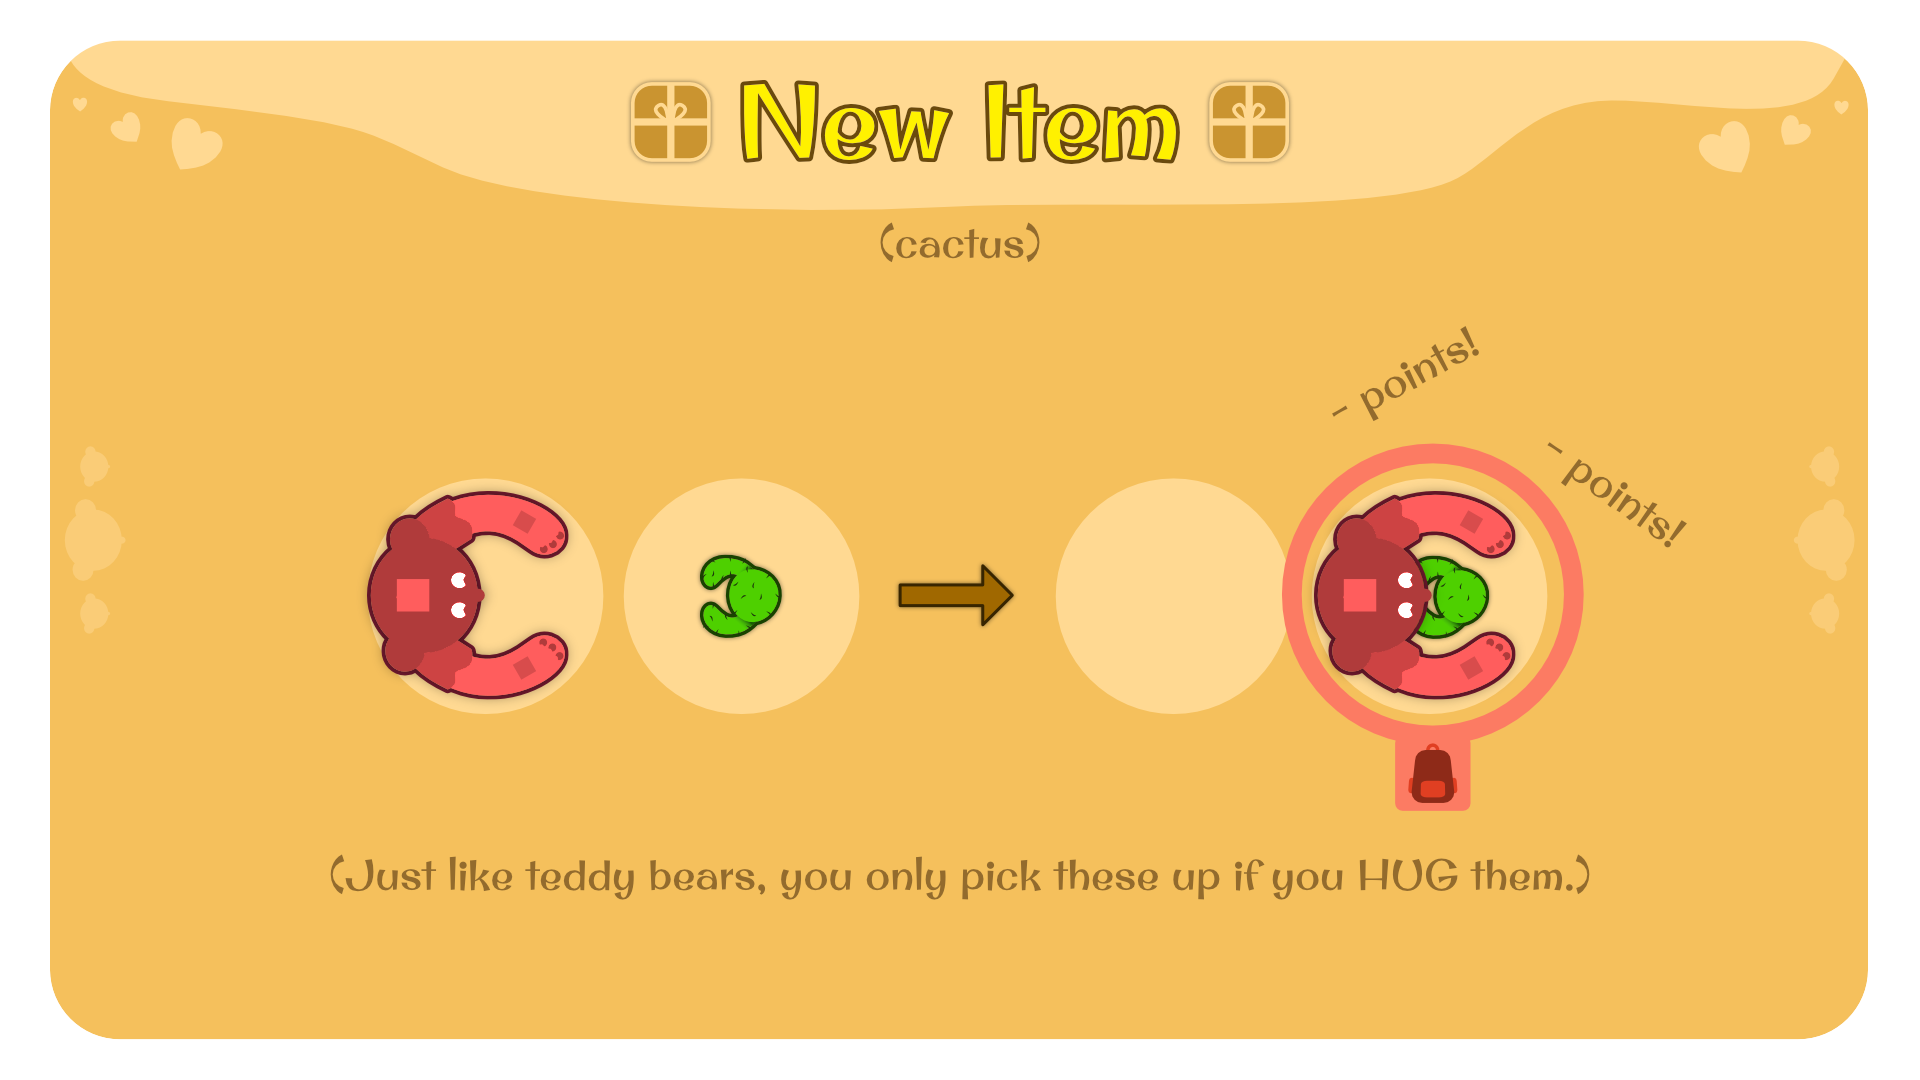 New Item
(cactus)
- points!
- points!
(Just like teddy bears, you only pick these up if you HUG them.)